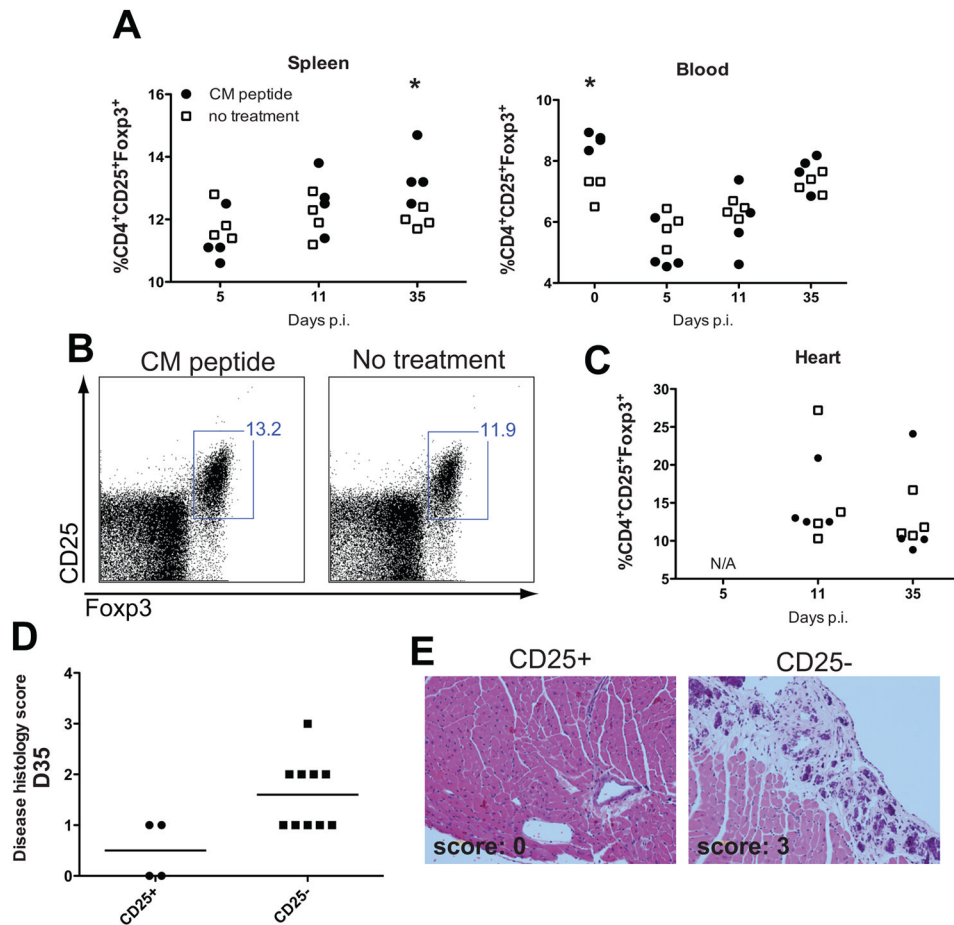 A
Spleen
%CD4+CD25+Foxp3+
16
14
12
10
*
CM peptide
no treatment
5 11 35
Days p.i.
Blood
%CD4+CD25+Foxp3+
10
8
6
4
*
0 5 11 35
Days p.i.
B
CM peptide
No treatment
13.2
11.9
CD25
Foxp3
C
Heart
%CD4+CD25+Foxp3+
30
25
20
15
10
5
N/A
5 11 35
Days p.i.
D
Disease histology score
D35
4
3
2
1
0
CD25+
CD25-
E
CD25+
CD25-
score: 0
score: 3